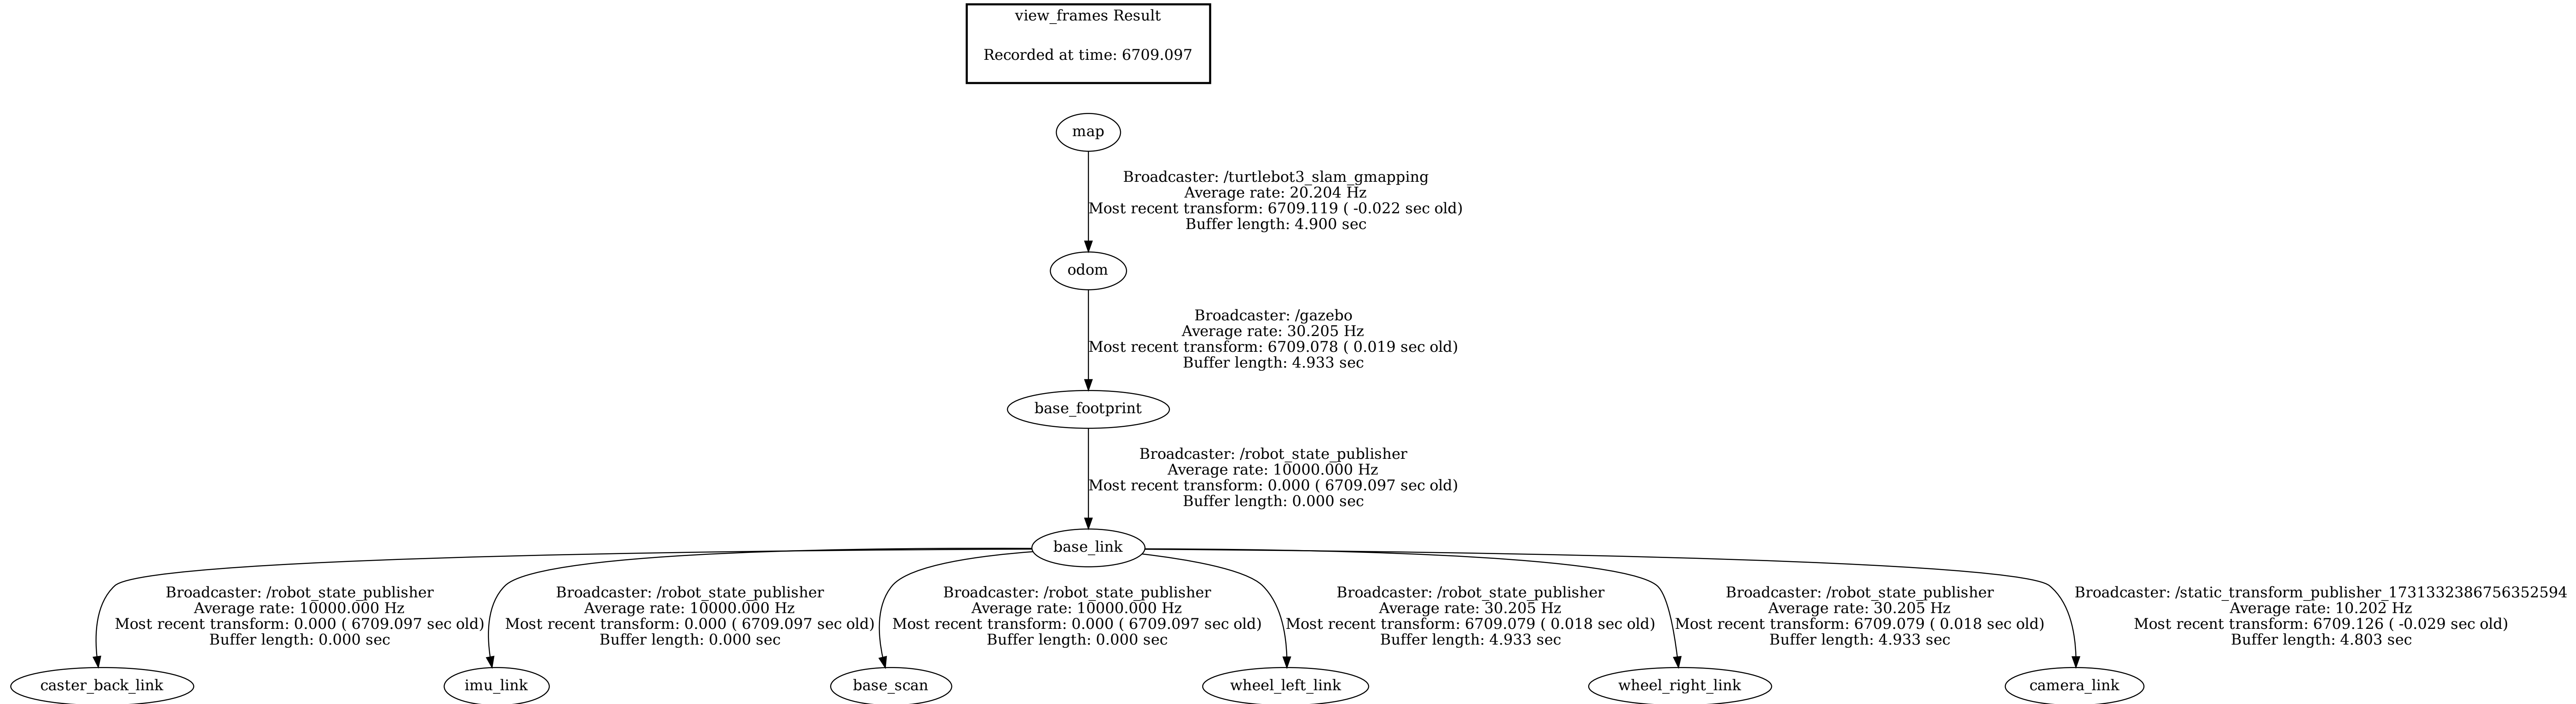 view_frames Result
Recorded at time: 6709.097
map
Broadcaster: /turtlebot3_slam_gmapping
Average rate: 20.204 Hz
Most recent transform: 6709.119 ( -0.022 sec old)
Buffer length: 4.900 sec
odom
Broadcaster: /gazebo
Average rate: 30.205 Hz
Most recent transform: 6709.078 ( 0.019 sec old)
Buffer length: 4.933 sec
base_footprint
Broadcaster: /robot_state_publisher
Average rate: 10000.000 Hz
Most recent transform: 0.000 ( 6709.097 sec old)
Buffer length: 0.000 sec
base_link
Broadcaster: /robot_state_publisher
Average rate: 10000.000 Hz
Most recent transform: 0.000 ( 6709.097 sec old)
Buffer length: 0.000 sec
Broadcaster: /robot_state_publisher
Average rate: 10000.000 Hz
Most recent transform: 0.000 ( 6709.097 sec old)
Buffer length: 0.000 sec
Broadcaster: /robot_state_publisher
Average rate: 10000.000 Hz
Most recent transform: 0.000 ( 6709.097 sec old)
Buffer length: 0.000 sec
Broadcaster: /robot_state_publisher
Average rate: 30.205 Hz
Most recent transform: 6709.079 ( 0.018 sec old)
Buffer length: 4.933 sec
Broadcaster: /robot_state_publisher
Average rate: 30.205 Hz
Most recent transform: 6709.079 ( 0.018 sec old)
Buffer length: 4.933 sec
Broadcaster: /static_transform_publisher_1731332386756352594
Average rate: 10.202 Hz
Most recent transform: 6709.126 ( -0.029 sec old)
Buffer length: 4.803 sec
caster_back_link
imu_link
base_scan
wheel_left_link
wheel_right_link
camera_link